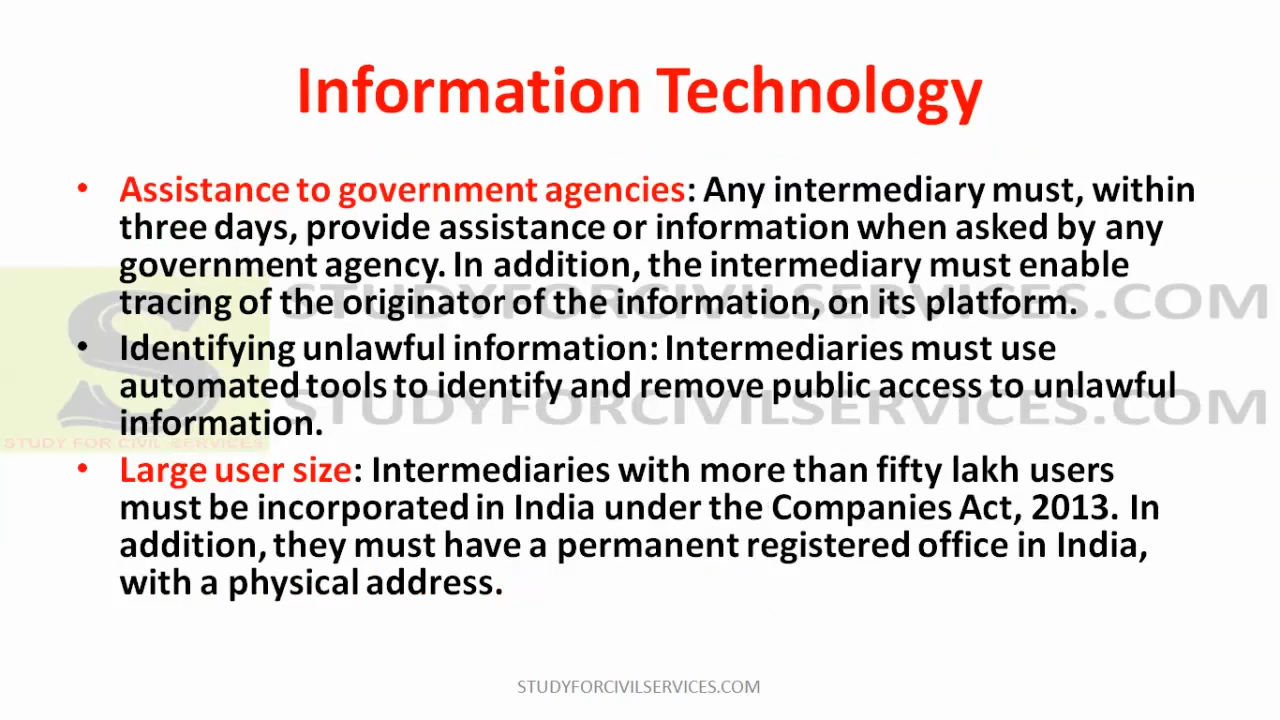 Information Technology
• Assistance to government agencies: Any intermediary must, within
three days, provide assistance or information when asked by any
government agency. In addition, the intermediary must enable
tracing of the originator of the information, on its platform.
STUDYFORCIVILSERVICES.COM
• Identifying unlawful information: Intermediaries must use
automated tools to identify and remove public access to unlawful
STUDYFORCIVILSERVICES.COM
information.
STUDY FOR CIVIL SERVICES
• Large user size: Intermediaries with more than fifty lakh users
must be incorporated in India under the Companies Act, 2013. In
addition, they must have a permanent registered office in India,
with a physical address.
STUDYFORCIVILSERVICES.COM